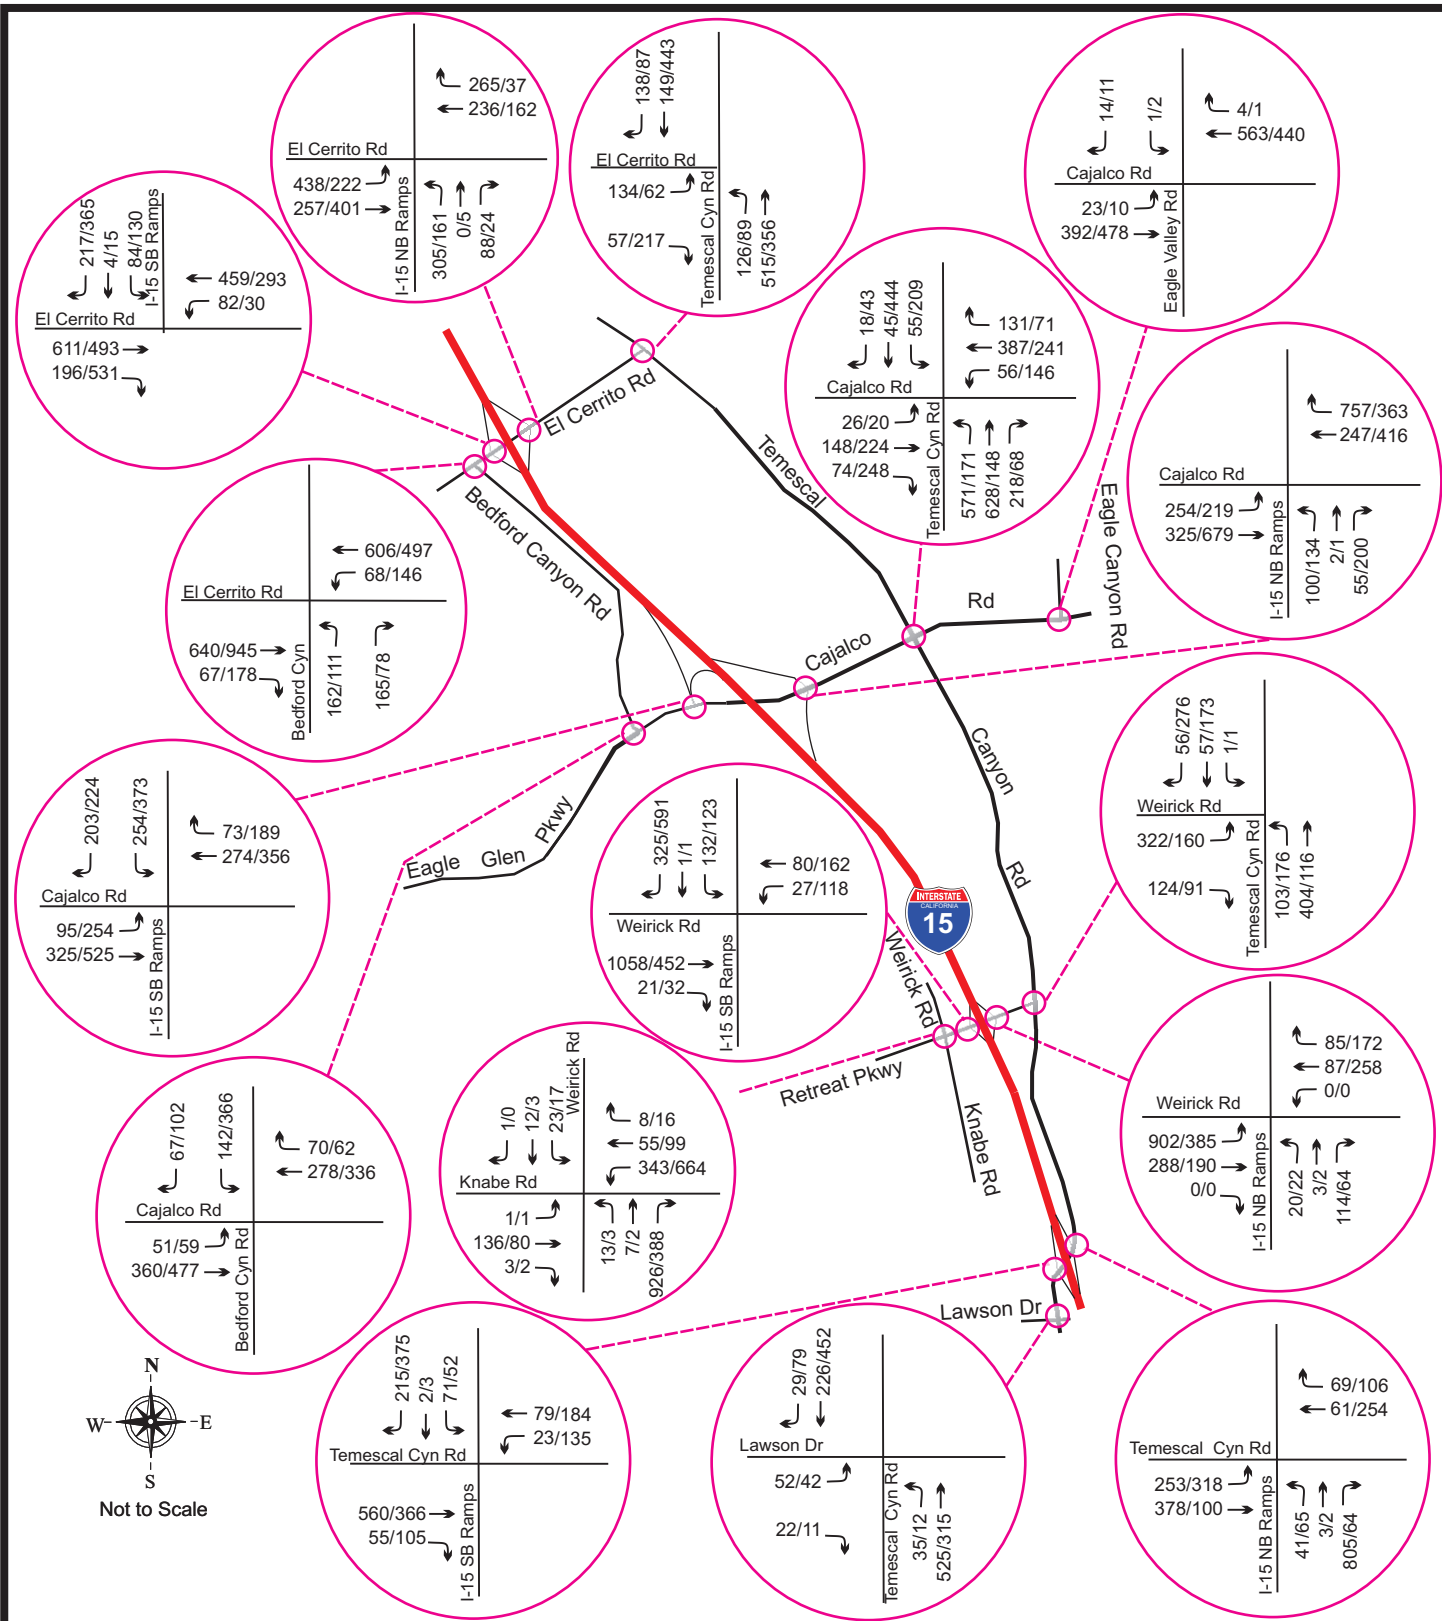 265/37
236/162
El Cerrito Rd
438/222
257/401
I-15 NB Ramps
305/161
0/5
88/24
138/87
149/443
El Cerrito Rd
134/62
57/217
Temescal Cyn Rd
126/89
515/356
14/11
1/2
4/1
563/440
Cajalco Rd
23/10
392/478
Eagle Valley Rd
217/365
4/15
84/130
I-15 SB Ramps
459/293
82/30
El Cerrito Rd
611/493
196/531
18/43
45/444
55/209
131/71
387/241
56/146
Cajalco Rd
26/20
148/224
74/248
Temescal Cyn Rd
571/171
628/148
218/68
757/363
247/416
Cajalco Rd
254/219
325/679
I-15 NB Ramps
100/134
2/1
55/200
606/497
68/146
El Cerrito Rd
640/945
67/178
Bedford Cyn
162/111
165/78
El Cerrito Rd
Bedford Canyon Rd
Temescal
Canyon
Rd
Cajalco
Rd
Eagle Canyon Rd
Eagle Glen Pkwy
INTERSTATE
CALIFORNIA
15
Weirick Rd
Retreat Pkwy
Knabe Rd
Lawson Dr
203/224
254/373
73/189
274/356
Cajalco Rd
95/254
325/525
I-15 SB Ramps
325/591
1/1
132/123
80/162
27/118
Weirick Rd
1058/452
21/32
I-15 SB Ramps
56/276
57/173
1/1
Weirick Rd
322/160
124/91
Temescal Cyn Rd
103/176
404/116
67/102
142/366
70/62
278/336
Cajalco Rd
51/59
360/477
Bedford Cyn Rd
1/0
12/3
23/17
Weirick Rd
8/16
55/99
343/664
Knabe Rd
1/1
136/80
3/2
13/3
7/2
926/388
85/172
87/258
0/0
Weirick Rd
902/385
288/190
0/0
I-15 NB Ramps
20/22
3/2
114/64
215/375
2/3
71/52
79/184
23/135
Temescal Cyn Rd
560/366
55/105
I-15 SB Ramps
29/79
226/452
Lawson Dr
52/42
22/11
Temescal Cyn Rd
35/12
525/315
69/106
61/254
Temescal Cyn Rd
253/318
378/100
I-15 NB Ramps
41/65
3/2
805/64
N
W
E
S
Not to Scale